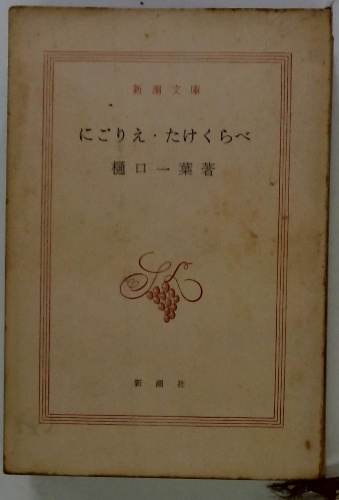 新潮文庫
にごりえ・たけくらべ
樋口一葉著
新潮社